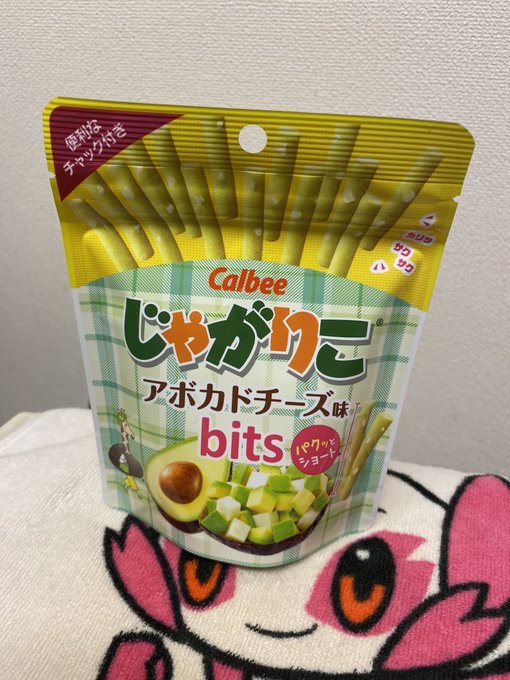 便利な
チャック付き
カリッ
サク
サク
Calbee
じゃがりこ®
アボカドチーズ味
bits
パクッと
ショート